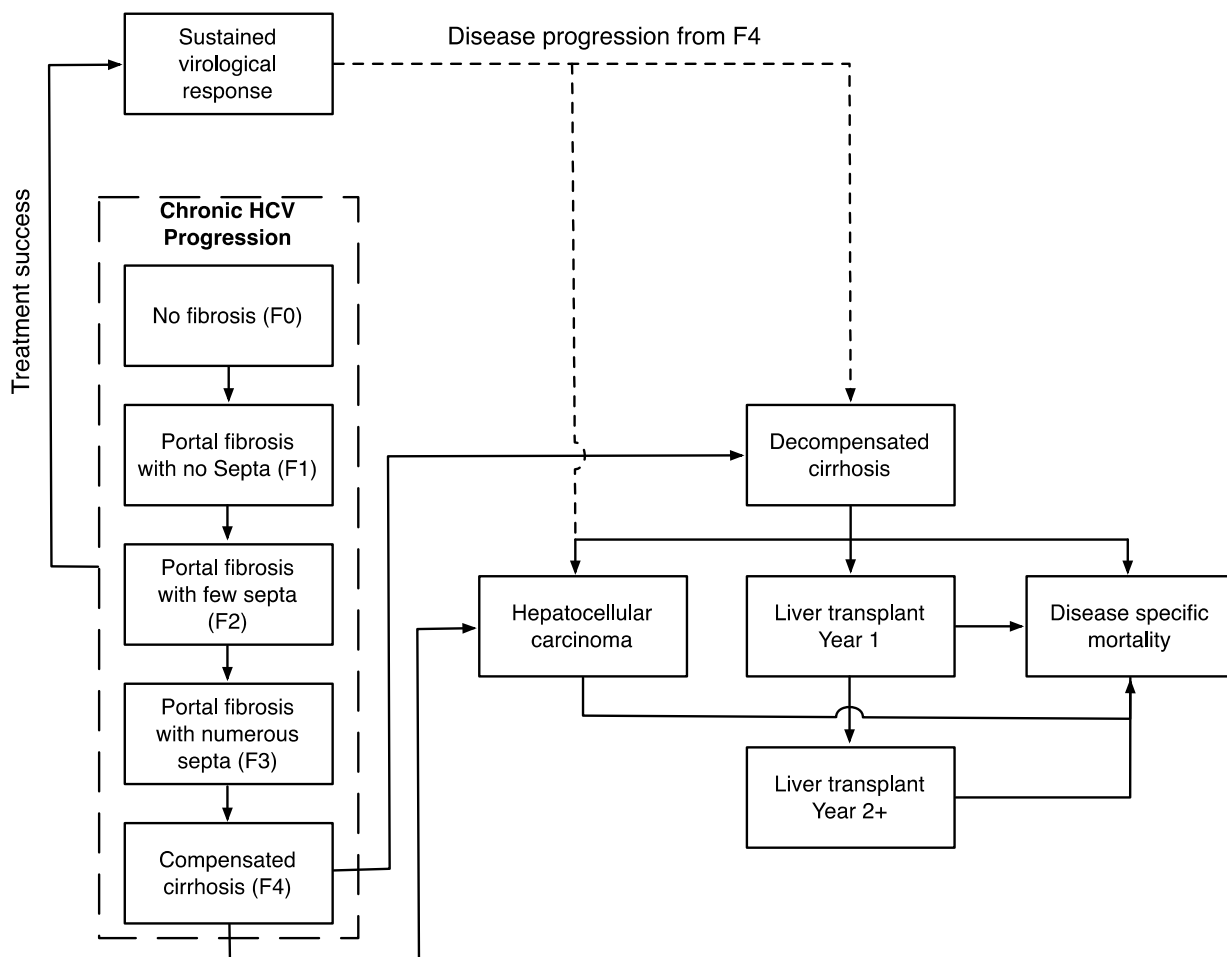 Sustained
virological
response
Disease progression from F4
Treatment success
Chronic HCV
Progression
No fibrosis (F0)
Portal fibrosis
with no Septa (F1)
Portal fibrosis
with few septa
(F2)
Portal fibrosis
with numerous
septa (F3)
Compensated
cirrhosis (F4)
Decompensated
cirrhosis
Hepatocellular
carcinoma
Liver transplant
Year 1
Disease specific
mortality
Liver transplant
Year 2+